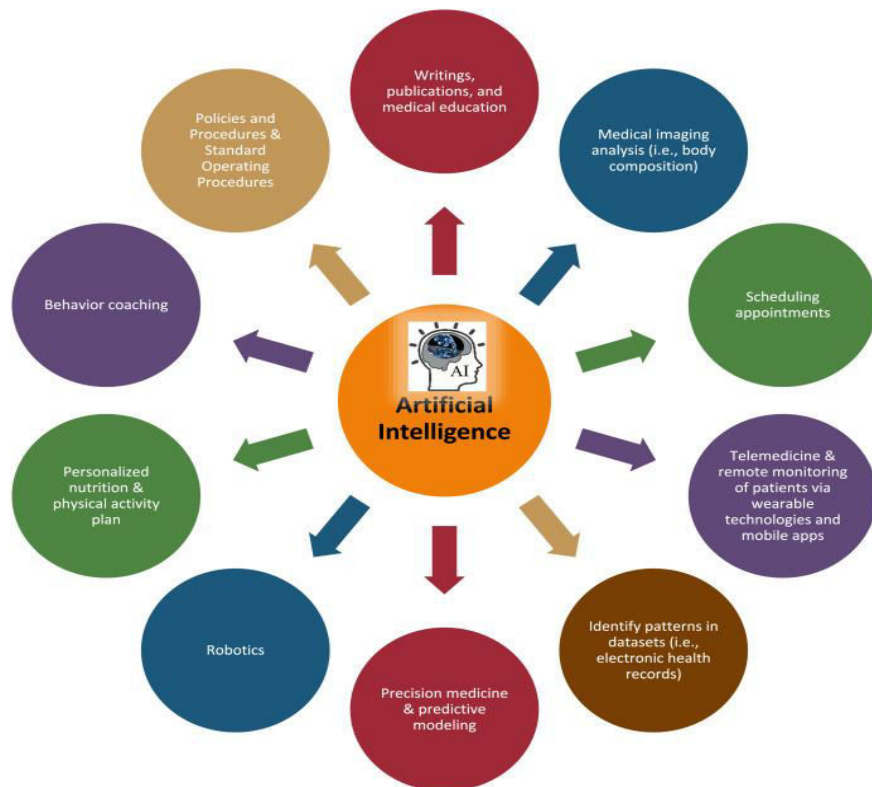 Writings,
publications, and
medical education
Medical imaging
analysis (i.e., body
composition)
Scheduling
appointments
Telemedicine &
remote monitoring
of patients via
wearable
technologies and
mobile apps
Identify patterns in
datasets (i.e.,
electronic health
records)
Precision medicine
& predictive
modeling
Robotics
Personalized
nutrition &
physical activity
plan
Behavior coaching
Policies and
Procedures &
Standard
Operating
Procedures
AI
Artificial
Intelligence